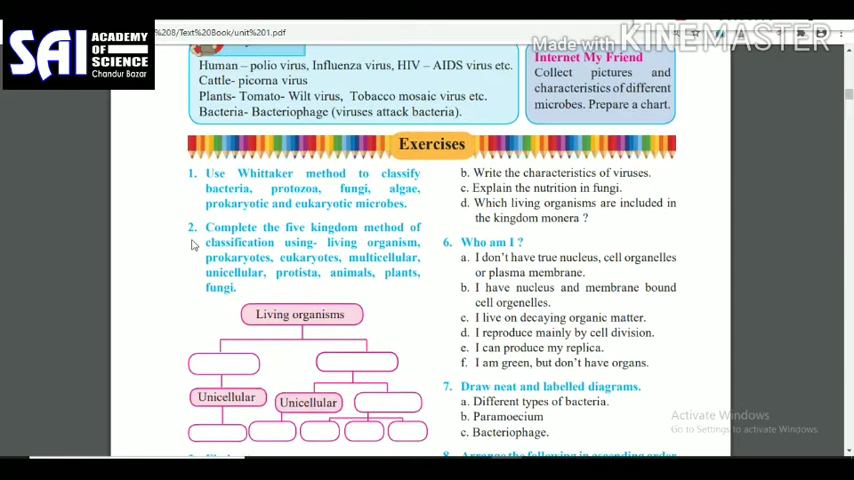 SAI
ACADEMY
OF
SCIENCE
Chandur Bazar
%208/Text%20Book/unit%201.pdf
Made with KINEMASTER
Human – polio virus, Influenza virus, HIV – AIDS virus etc.
Cattle- picorna virus
Plants- Tomato- Wilt virus, Tobacco mosaic virus etc.
Bacteria- Bacteriophage (viruses attack bacteria).
Internet My Friend
Collect pictures and
characteristics of different
microbes. Prepare a chart.
Exercises
1. Use Whittaker method to classify
bacteria, protozoa, fungi, algae,
prokaryotic and eukaryotic microbes.
2. Complete the five kingdom method of
classification using- living organism,
prokaryotes, eukaryotes, multicellular,
unicellular, protista, animals, plants,
fungi.
Living organisms
Unicellular
Unicellular
b. Write the characteristics of viruses.
c. Explain the nutrition in fungi.
d. Which living organisms are included in
the kingdom monera ?
6. Who am I ?
a. I don't have true nucleus, cell organelles
or plasma membrane.
b. I have nucleus and membrane bound
cell orgenelles.
c. I live on decaying organic matter.
d. I reproduce mainly by cell division.
e. I can produce my replica.
f. I am green, but don't have organs.
7. Draw neat and labelled diagrams.
a. Different types of bacteria.
b. Paramoecium
c. Bacteriophage.
8. Arrange the following in ascending order
Activate Windows
Go to Settings to activate Windows.